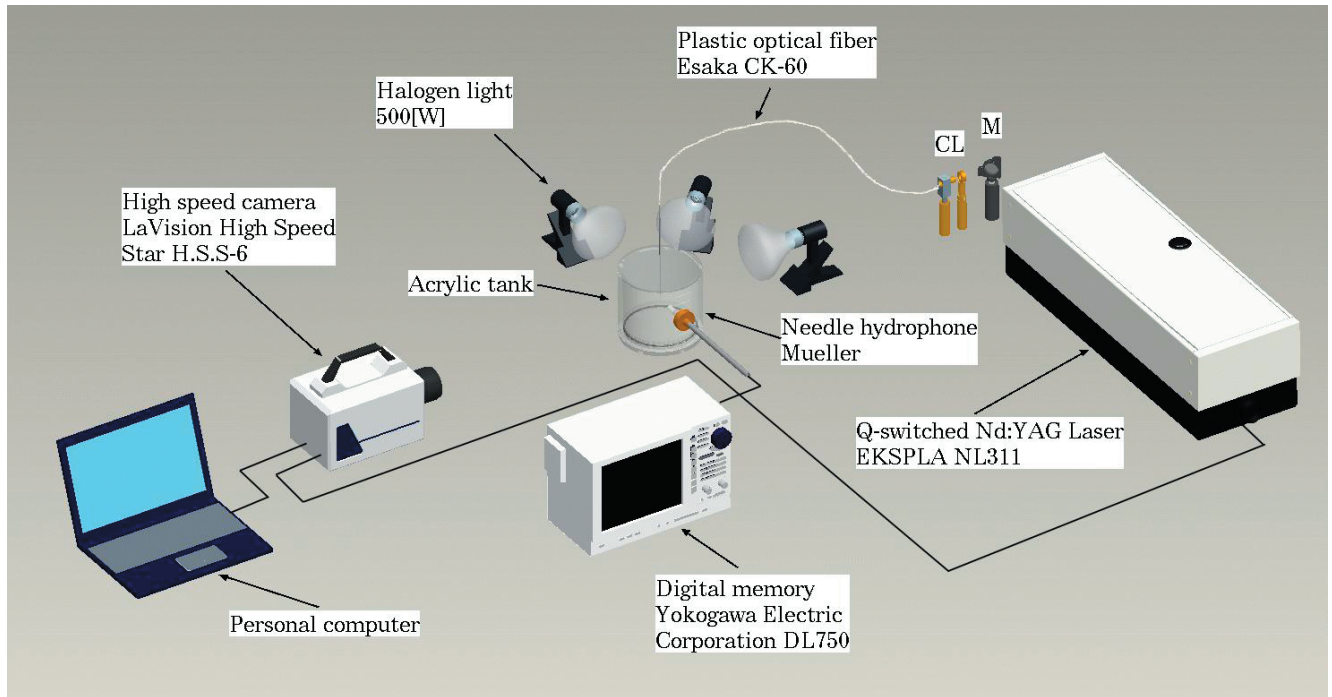 Plastic optical fiber
Esaka CK-60
Halogen light
500[W]
CL
M
High speed camera
LaVision High Speed
Star H.S.S-6
Acrylic tank
Needle hydrophone
Mueller
Q-switched Nd:YAG Laser
EKSPLA NL311
Digital memory
Yokogawa Electric
Corporation DL750
Personal computer